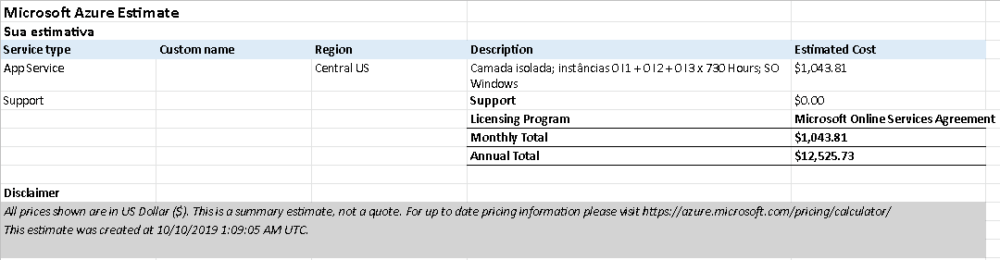 Microsoft Azure Estimate
Sua estimativa
Service type Custom name Region Description Estimated Cost
App Service Central US Camada isolada; instâncias 0 I1 + 0 I2 + 0 I3 x 730 Hours; SO $1,043.81
Windows
Support Support $0.00
Licensing Program Microsoft Online Services Agreement
Monthly Total $1,043.81
Annual Total $12,525.73
Disclaimer
All prices shown are in US Dollar ($). This is a summary estimate, not a quote. For up to date pricing information please visit https://azure.microsoft.com/pricing/calculator/
This estimate was created at 10/10/2019 1:09:05 AM UTC.